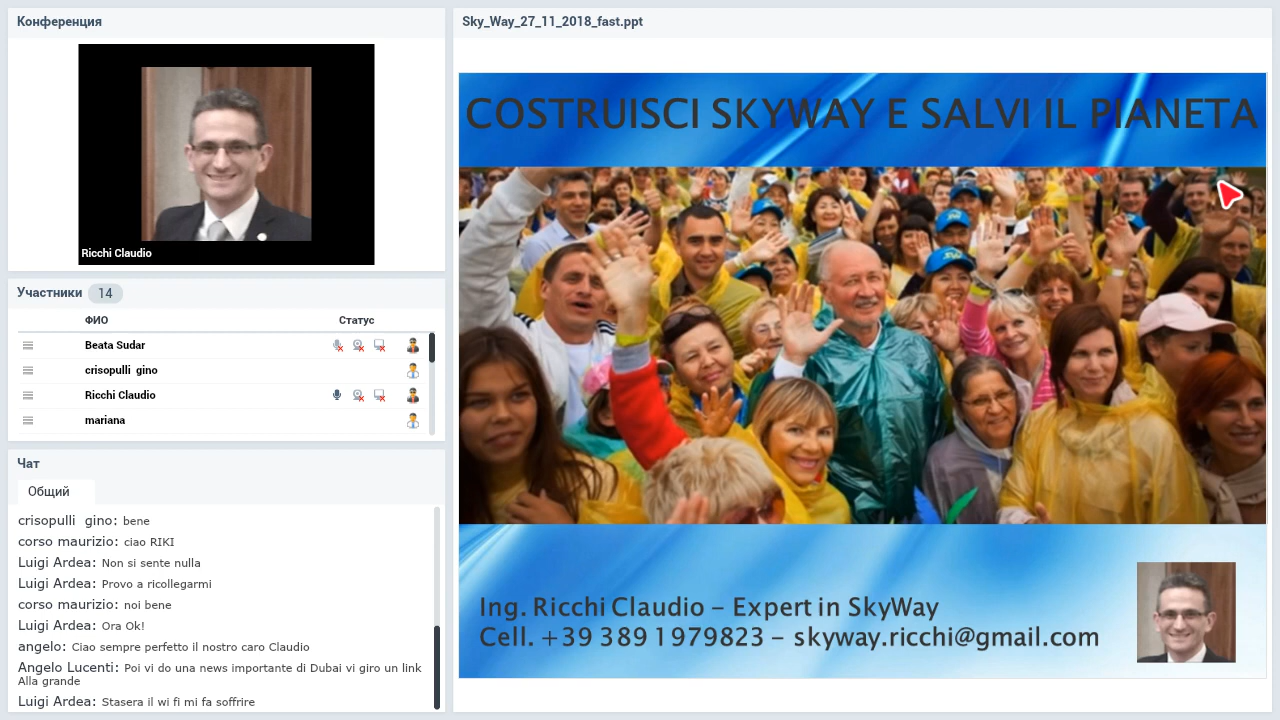 Конференция
Ricchi Claudio
Участники 14
ФИО Статус
Beata Sudar
crisopulli gino
Ricchi Claudio
mariana
Чат
Общий
crisopulli gino: bene
corso maurizio: ciao RIKI
Luigi Ardea: Non si sente nulla
Luigi Ardea: Provo a ricollegarmi
corso maurizio: noi bene
Luigi Ardea: Ora Ok!
angelo: Ciao sempre perfetto il nostro caro Claudio
Angelo Lucenti: Poi vi do una news importante di Dubai vi giro un link
Alla grande
Luigi Ardea: Stasera il wi fi mi fa soffrire
Sky_Way_27_11_2018_fast.ppt
COSTRUISCI SKYWAY E SALVI IL PIANETA
Ing. Ricchi Claudio – Expert in SkyWay
Cell. +39 389 1979823 – skyway.ricchi@gmail.com